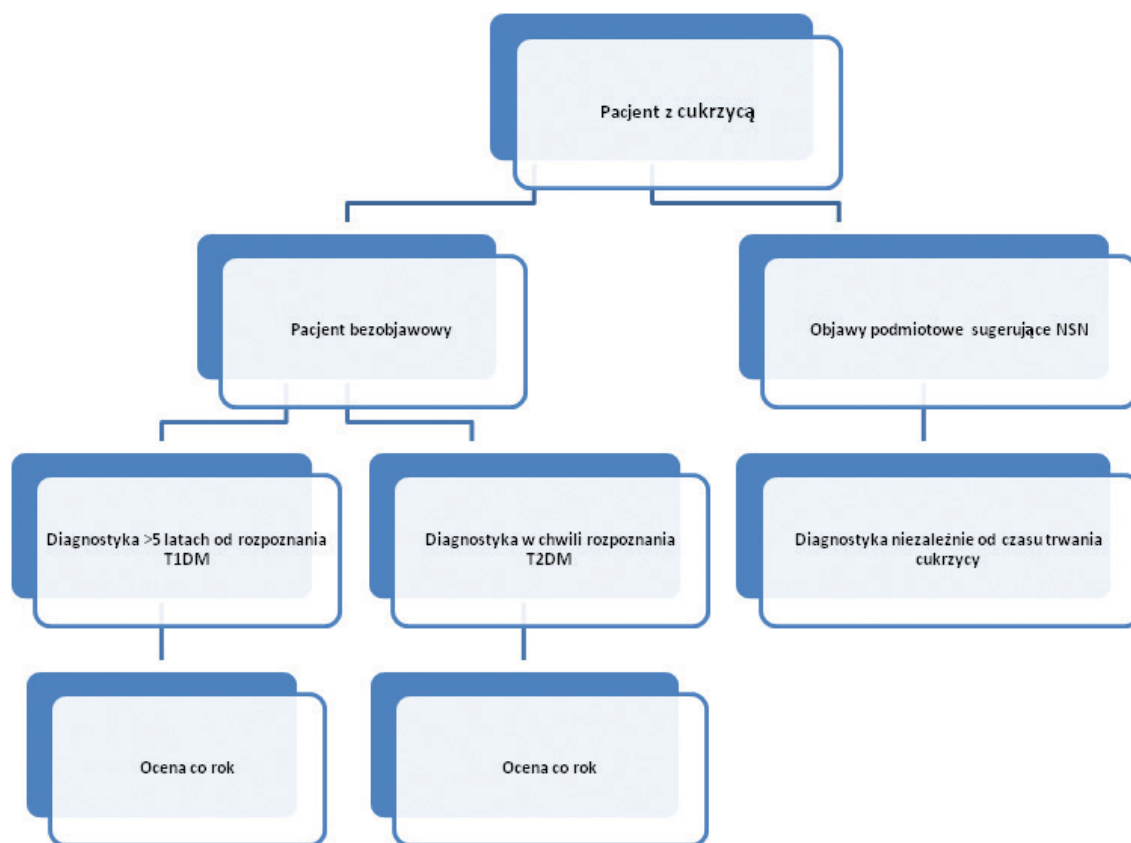 Pacjent z cukrzycą
Pacjent bezobjawowy
Objawy podmiotowe sugerujące NSN
Diagnostyka >5 latach od rozpoznania
T1DM
Diagnostyka w chwili rozpoznania
T2DM
Diagnostyka niezależnie od czasu trwania
cukrzycy
Ocena co rok
Ocena co rok